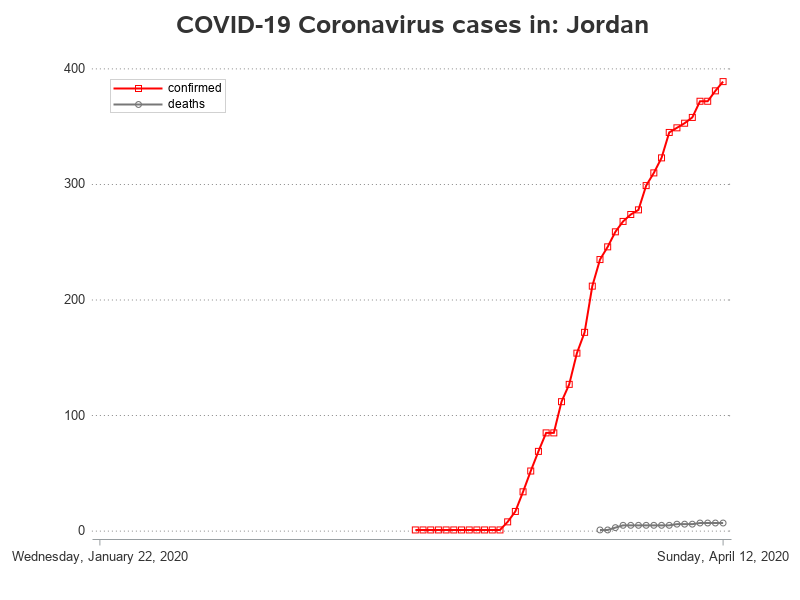 COVID-19 Coronavirus cases in: Jordan
400
confirmed
deaths
300
200
100
0
Wednesday, January 22, 2020 Sunday, April 12, 2020